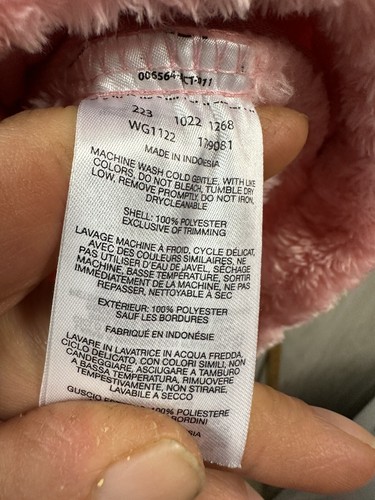 006564-
223 1022 1268
WG1122 179081
MADE IN INDOESIA
MACHINE WASH COLD GENTLE, WITH LIKE
COLORS, DO NOT BLEACH, TUMBLE DRY
LOW, REMOVE PROMPTLY, DO NOT IRON,
DRYCLEANABLE
SHELL: 100% POLYESTER
EXCLUSIVE OF TRIMMING
LAVAGE MACHINE À FROID, CYCLE DÉLICAT,
AVEC DES COULEURS SIMILAIRES, NE
PAS UTILISER D'EAU DE JAVEL, SÉCHAGE
MACHINE, BASSE TEMPÉRATURE, SORTIR
IMMÉDIATEMENT DE LA MACHINE, NE PAS
REPASSER, NETTOYABLE À SEC
EXTÉRIEUR: 100% POLYESTER
SAUF LES BORDURES
FABRIQUÉ EN INDONÉSIE
LAVARE IN LAVATRICE IN ACQUA FREDDA,
CICLO DELICATO, CON COLORI SIMILI, NON
CANDEGGIARE, ASCIUGARE A TAMBURO
A BASSA TEMPERATURA, RIMUOVERE
TEMPESTIVAMENTE, NON STIRARE,
LAVABILE A SECCO
GUSCIO 100% POLIESTERE